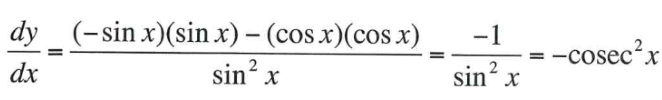 dy/dx = ((−sin x)(sin x) − (cos x)(cos x))/(sin² x) = −1/(sin² x) = −cosec² x